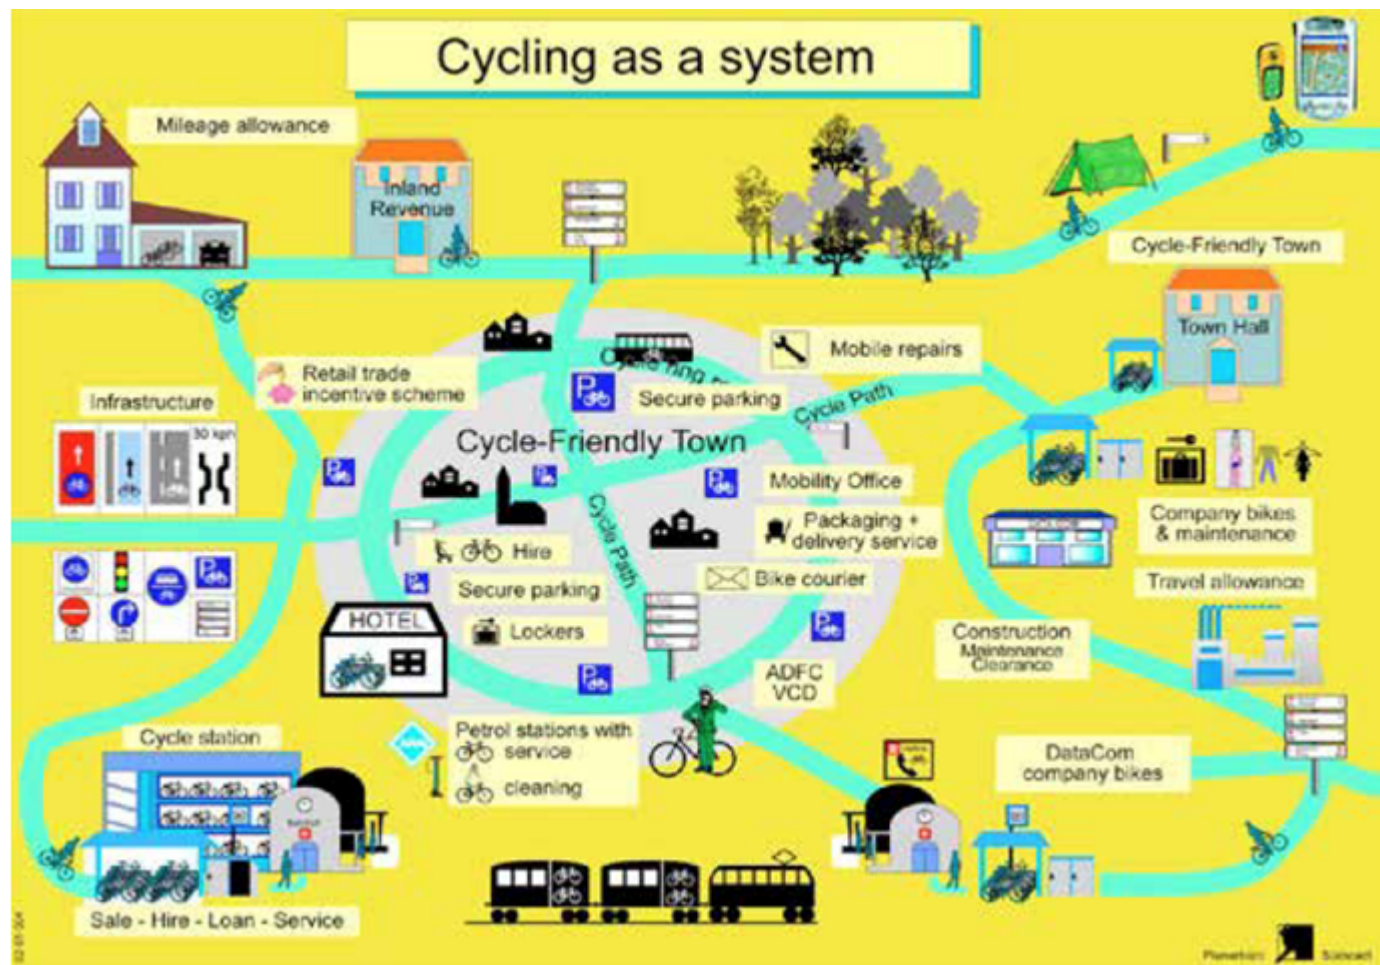 Cycling as a system
Mileage allowance
Inland
Revenue
Cycle-Friendly Town
Town Hall
Mobile repairs
Retail trade
incentive scheme
Cycle ring
Secure parking
Cycle Path
Infrastructure
30 kph
Cycle-Friendly Town
Mobility Office
Packaging +
delivery service
Company bikes
& maintenance
Cycle Path
Hire
Bike courier
Travel allowance
Secure parking
HOTEL
Lockers
Construction
Maintenance
Clearance
ADFC
VCD
Petrol stations with
service
cleaning
Cycle station
DataCom
company bikes
Sale - Hire - Loan - Service